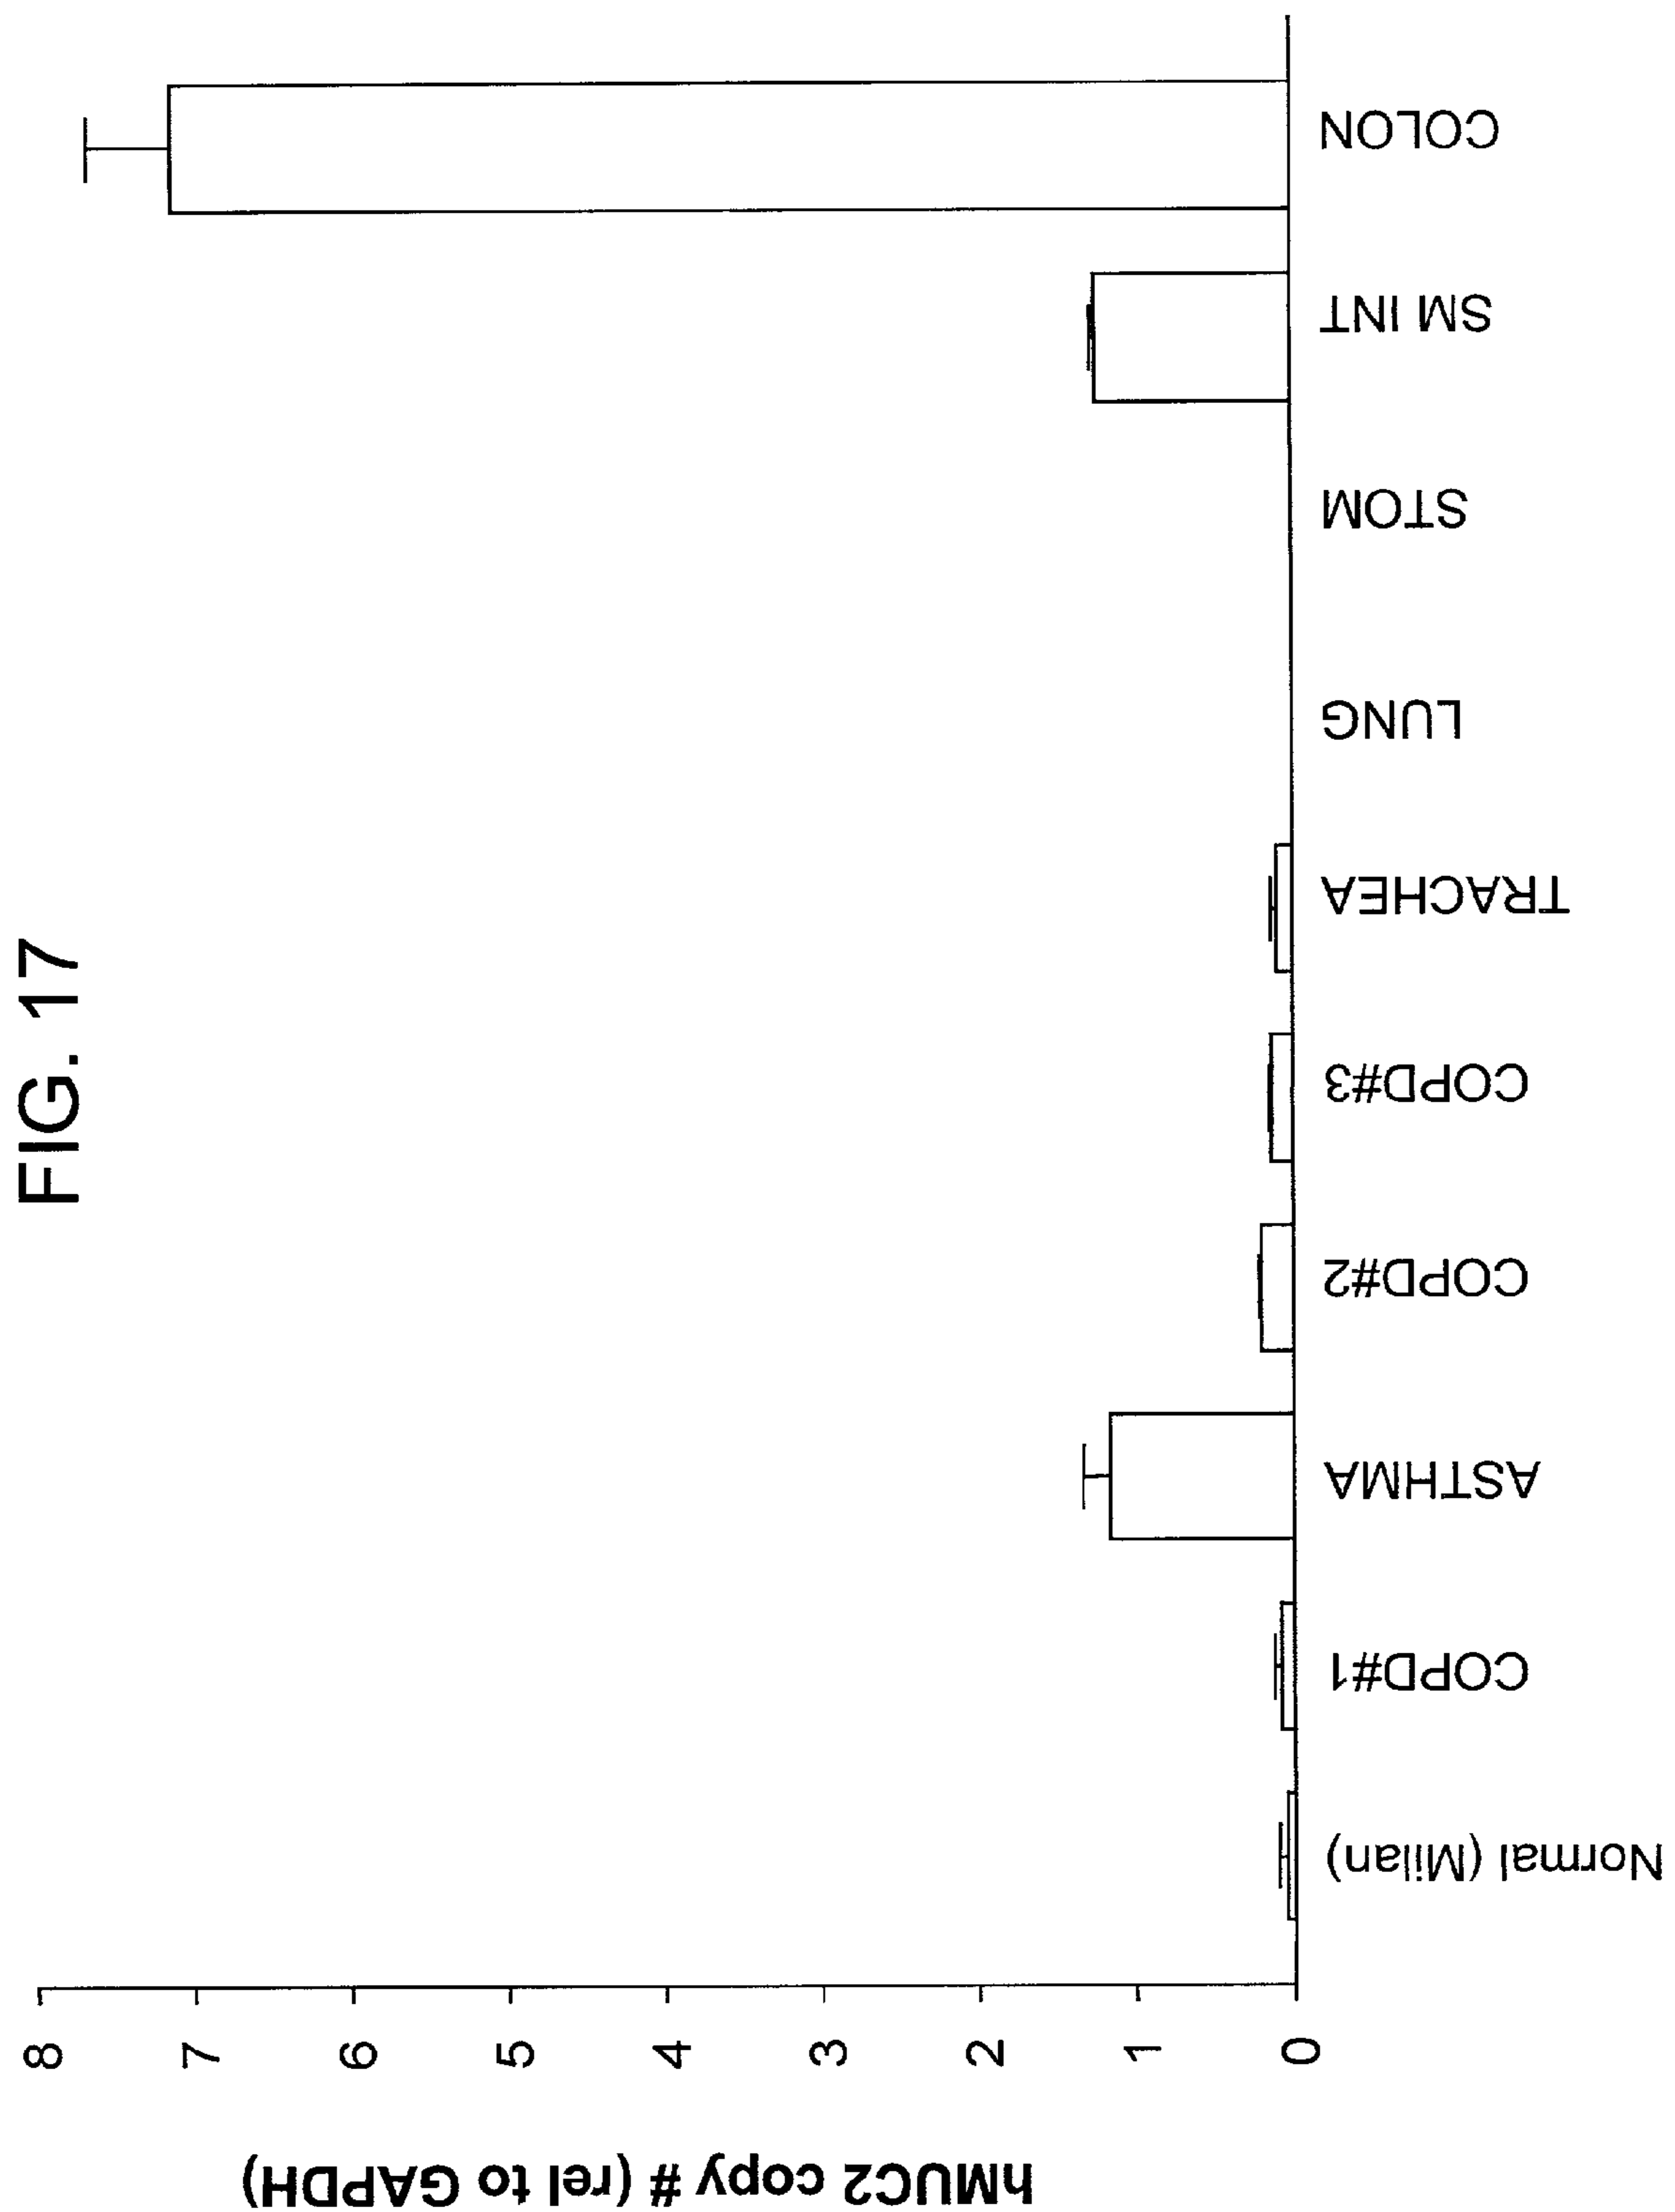 FIG. 17
hMUC2 copy # (rel to GAPDH)
8
7
6
5
4
3
2
1
0
Normal (Milan)
COPD#1
ASTHMA
COPD#2
COPD#3
TRACHEA
LUNG
STOM
SM INT
COLON